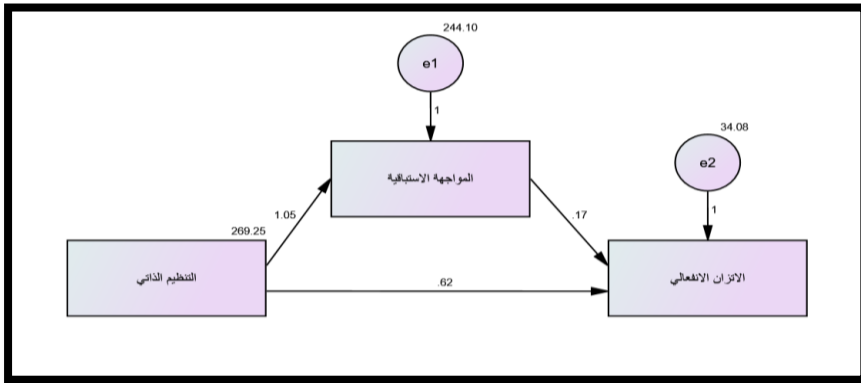 244.10
e1
1
34.08
e2
المواجهة الاستباقية
1.05
.17
1
269.25
التنظيم الذاتي
.62
الاتزان الانفعالي